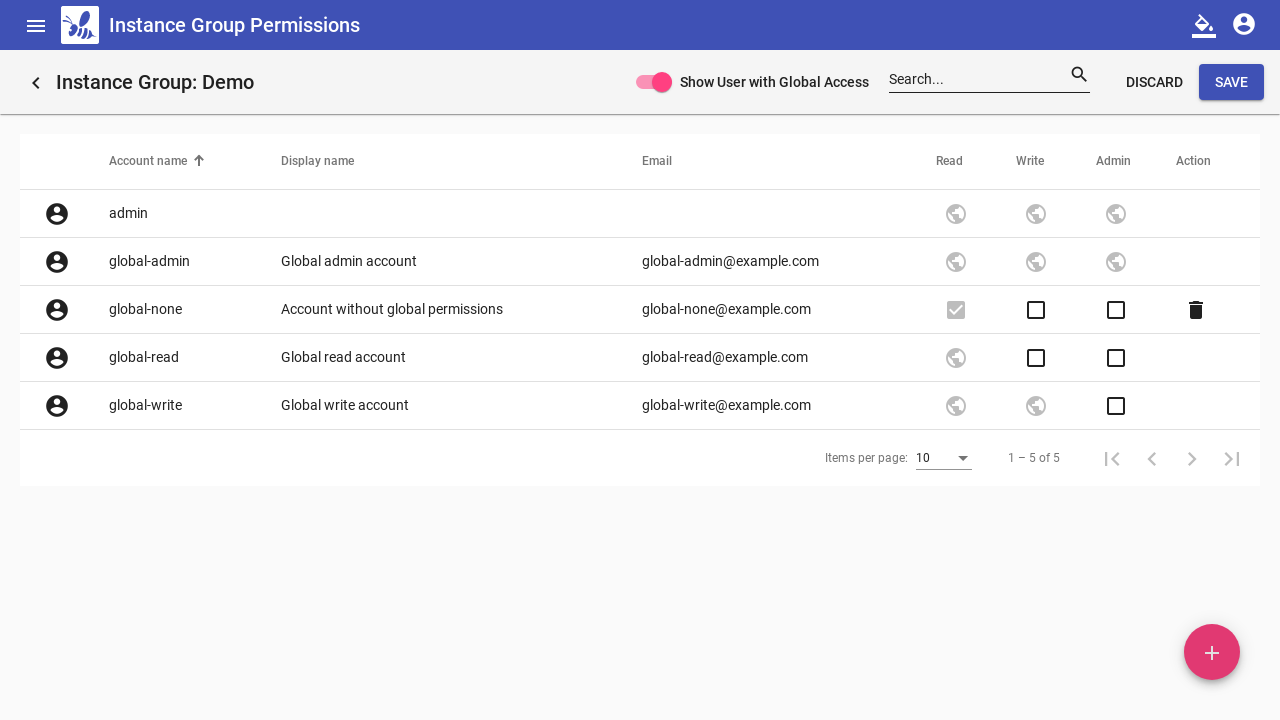 Instance Group Permissions
Instance Group: Demo
Show User with Global Access
Search...
DISCARD
SAVE
Account name Display name Email Read Write Admin Action
admin
global-admin Global admin account global-admin@example.com
global-none Account without global permissions global-none@example.com
global-read Global read account global-read@example.com
global-write Global write account global-write@example.com
Items per page: 10 1 – 5 of 5